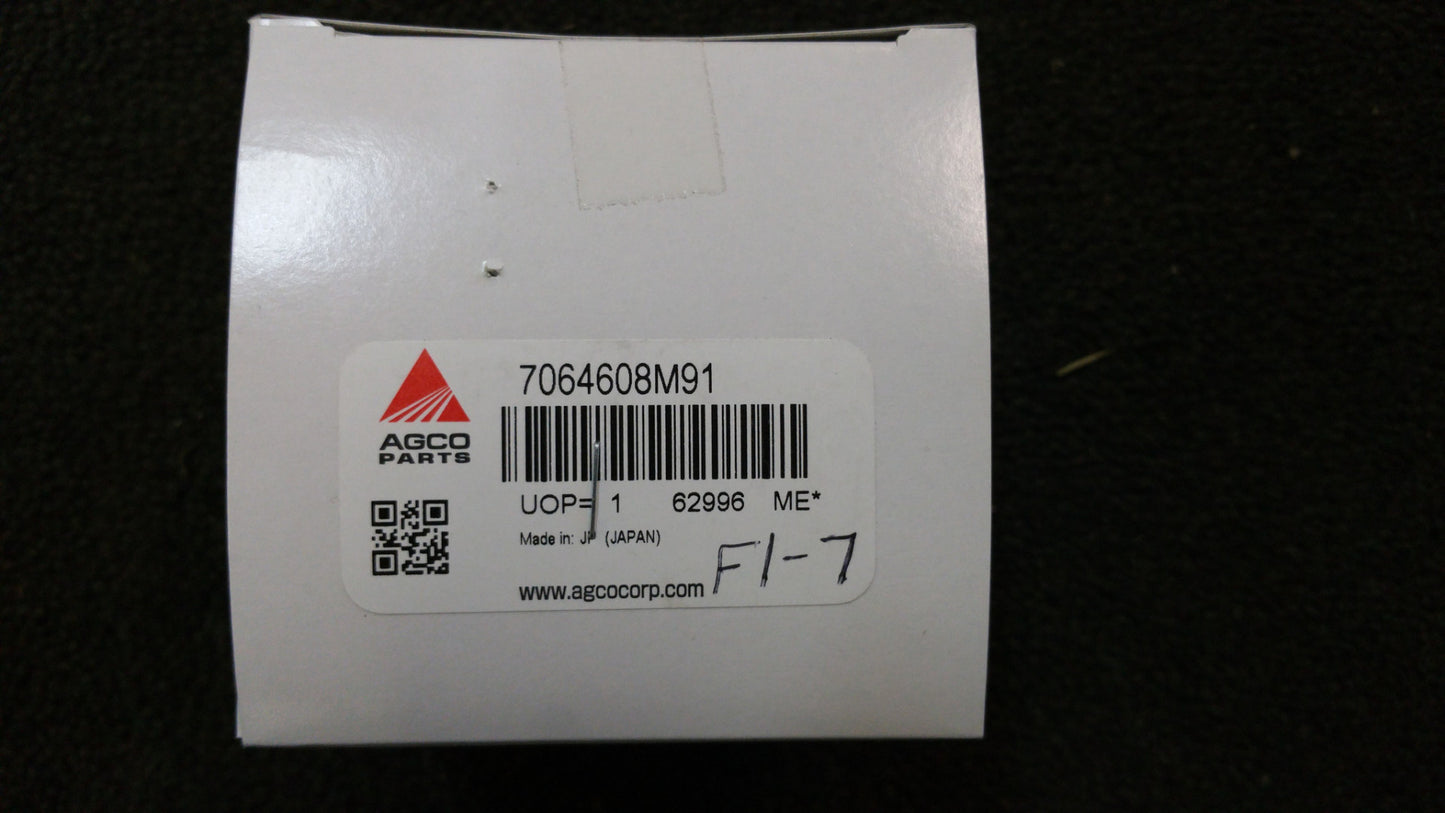 7064608M91
AGCO
PARTS
UOP= 1 62996 ME*
Made in: JP (JAPAN)
www.agcocorp.com
F1-7